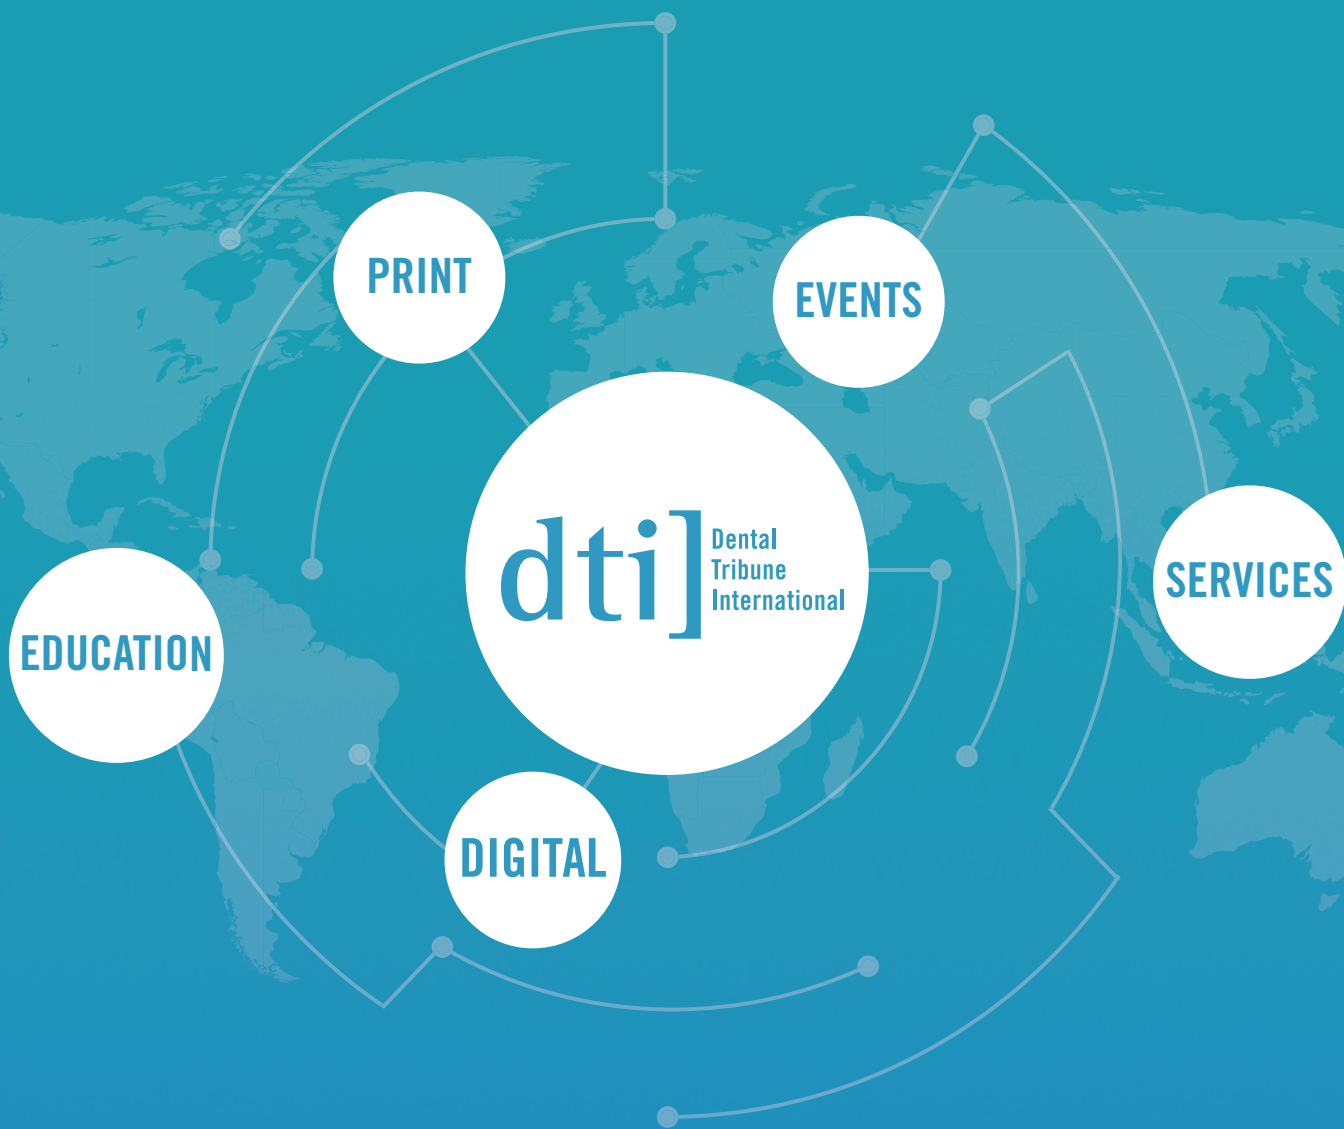 PRINT
EVENTS
dti]
Dental
Tribune
International
SERVICES
EDUCATION
DIGITAL